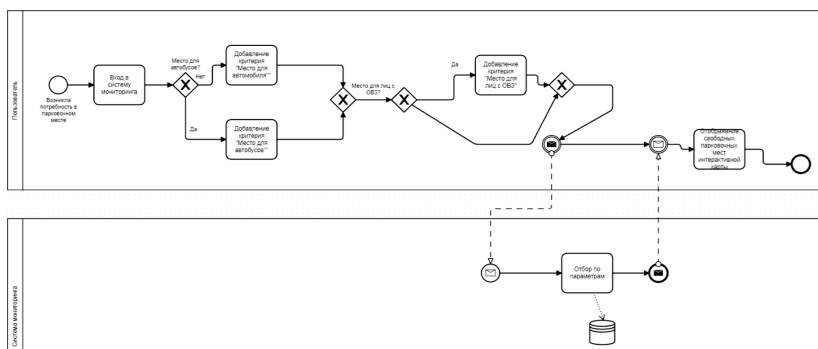 Пользователь
Возникла
потребность в
парковочном
месте
Вход в
систему
мониторинга
Место для
автобусов?
Нет
Да
Добавление
критерия
"Место для
автомобиля""
Добавление
критерия
"Место для
автобусов""
Место для лиц с
ОВЗ?
Да
Добавление
критерия
"Место для
лиц с ОВЗ"
Отображение
свободных
парковочных
мест
интерактивной
карты
Система мониторинга
Отбор по
параметрам